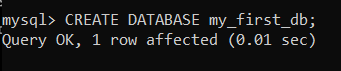 mysql> CREATE DATABASE my_first_db;
Query OK, 1 row affected (0.01 sec)